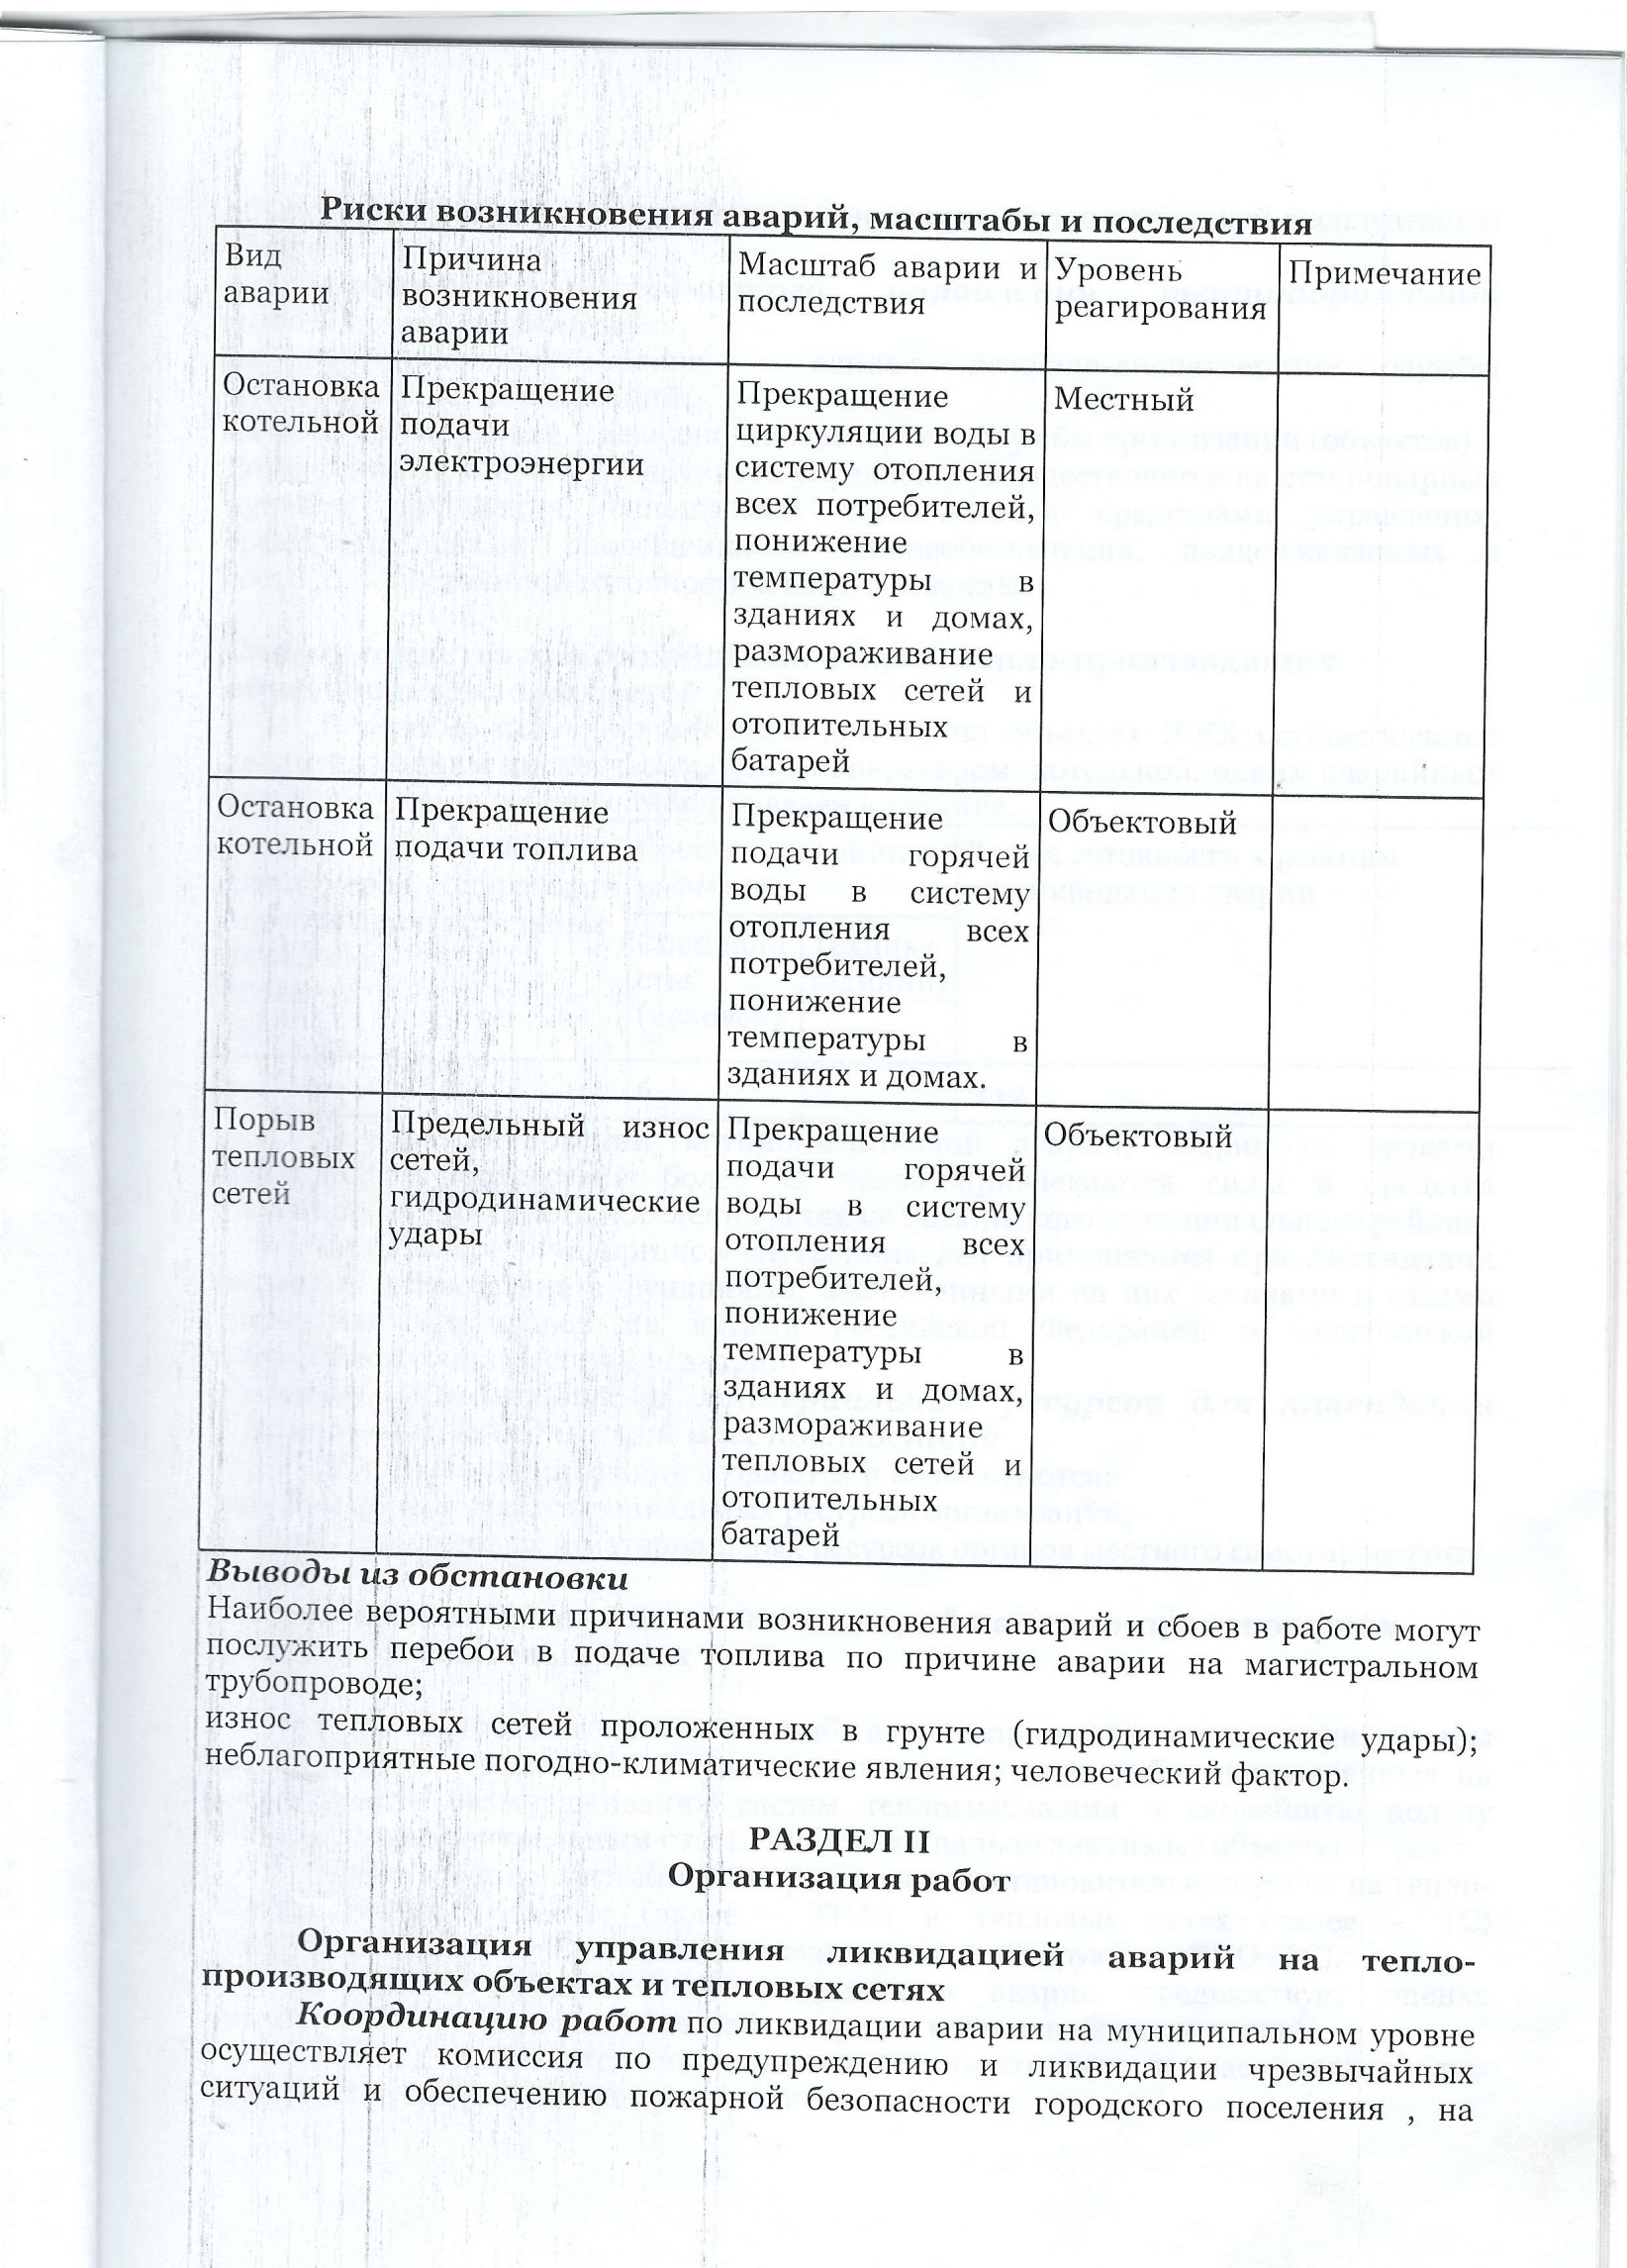 Риски возникновения аварий, масштабы и последствия
Вид
аварии
Причина
возникновения
аварии
Масштаб аварии и
последствия
Уровень
реагирования
Примечание
Остановка
котельной
Прекращение
подачи
электроэнергии
Прекращение
циркуляции воды в
систему отопления
всех потребителей,
понижение
температуры в
зданиях и домах,
размораживание
тепловых сетей и
отопительных
батарей
Местный
Остановка
котельной
Прекращение
подачи топлива
Прекращение
подачи горячей
воды в систему
отопления всех
потребителей,
понижение
температуры в
зданиях и домах.
Объектовый
Порыв
тепловых
сетей
Предельный износ
сетей,
гидродинамические
удары
Прекращение
подачи горячей
воды в систему
отопления всех
потребителей,
понижение
температуры в
зданиях и домах,
размораживание
тепловых сетей и
отопительных
батарей
Объектовый
Выводы из обстановки
Наиболее вероятными причинами возникновения аварий и сбоев в работе могут
послужить перебои в подаче топлива по причине аварии на магистральном
трубопроводе;
износ тепловых сетей проложенных в грунте (гидродинамические удары);
неблагоприятные погодно-климатические явления; человеческий фактор.
РАЗДЕЛ II
Организация работ
Организация управления ликвидацией аварий на тепло-
производящих объектах и тепловых сетях
Координацию работ по ликвидации аварии на муниципальном уровне
осуществляет комиссия по предупреждению и ликвидации чрезвычайных
ситуаций и обеспечению пожарной безопасности городского поселения , на